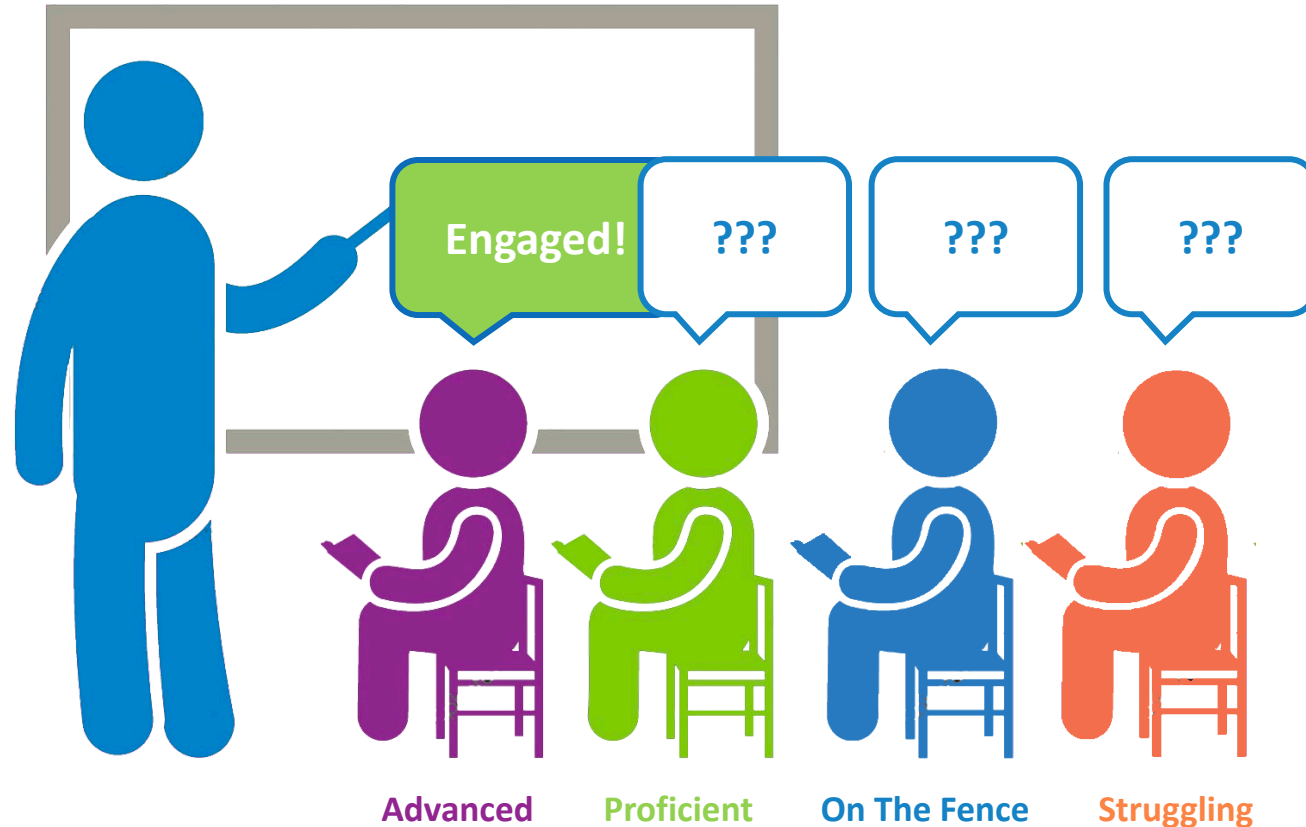 Engaged!
???
???
???
Advanced
Proficient
On The Fence
Struggling